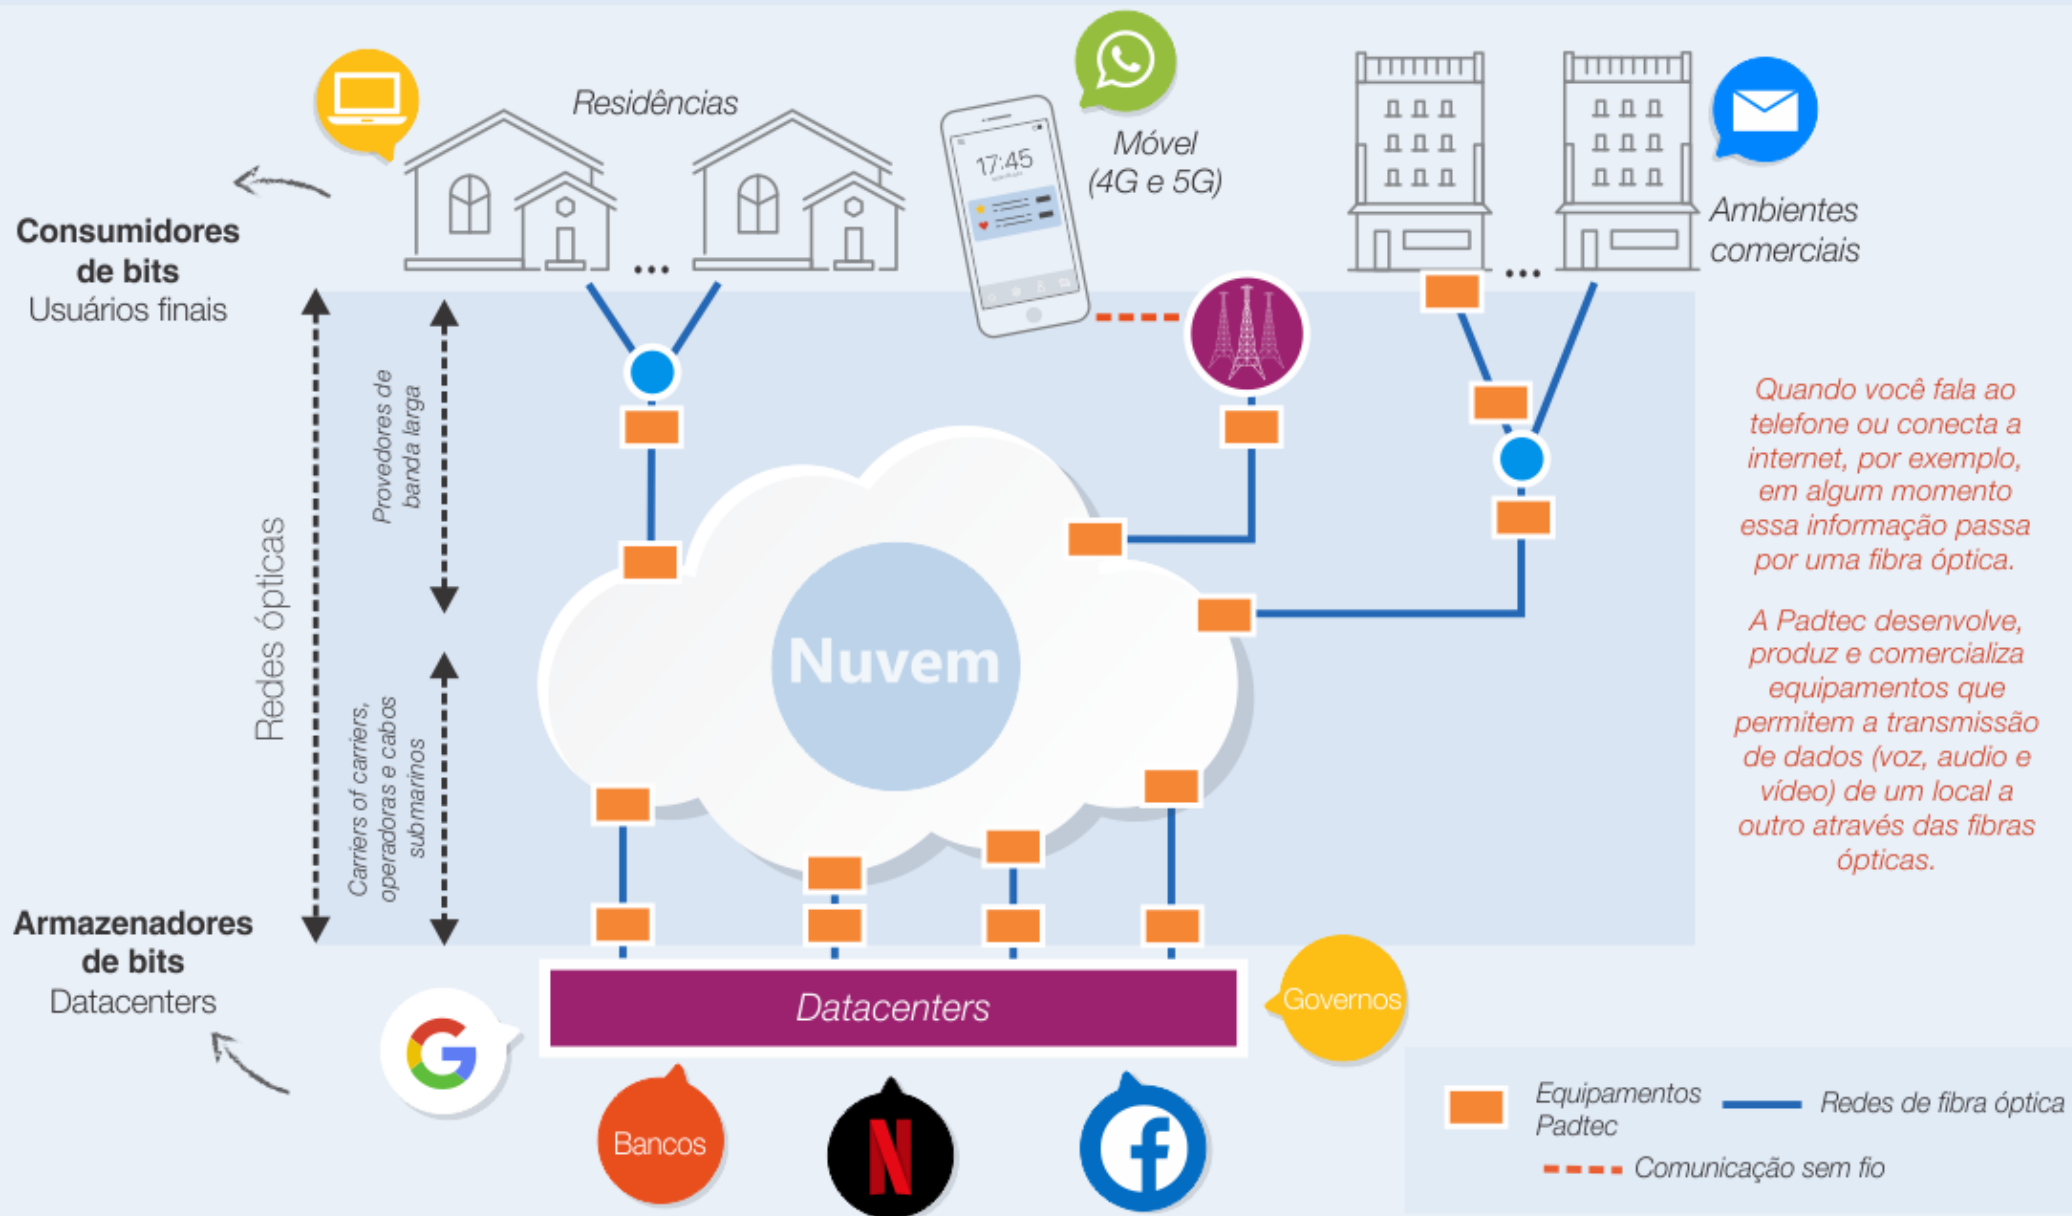 Residências
Móvel
(4G e 5G)
17:45
Ambientes
comerciais
Consumidores
de bits
Usuários finais
Redes ópticas
Provedores de
banda larga
Carriers of carriers,
operadoras e cabos
submarinos
Nuvem
Quando você fala ao
telefone ou conecta a
internet, por exemplo,
em algum momento
essa informação passa
por uma fibra óptica.
A Padtec desenvolve,
produz e comercializa
equipamentos que
permitem a transmissão
de dados (voz, audio e
vídeo) de um local a
outro através das fibras
ópticas.
Armazenadores
de bits
Datacenters
Datacenters
Governos
G
Bancos
N
f
Equipamentos
Padtec
Redes de fibra óptica
Comunicação sem fio